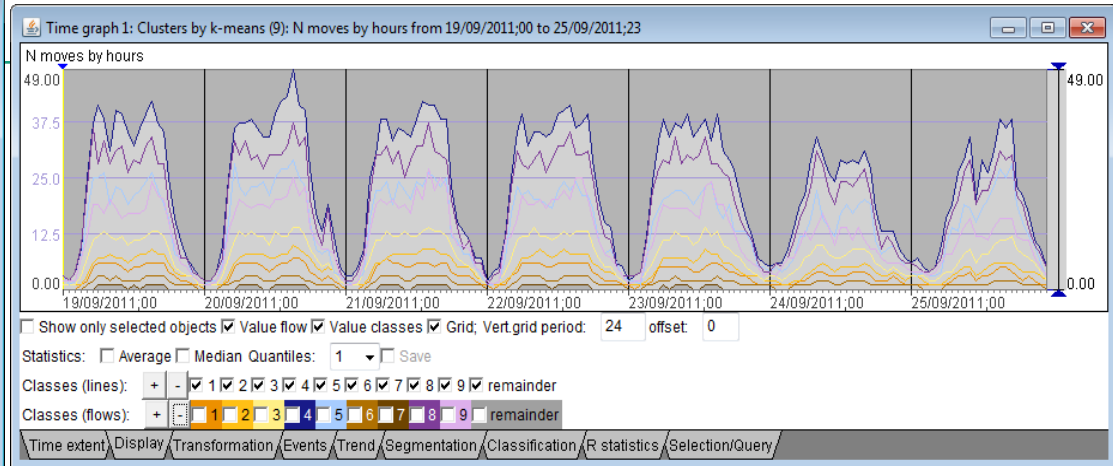 Time graph 1: Clusters by k-means (9): N moves by hours from 19/09/2011;00 to 25/09/2011;23
N moves by hours
49.00 49.00
37.5
25.0
12.5
0.00 0.00
19/09/2011;00 20/09/2011;00 21/09/2011;00 22/09/2011;00 23/09/2011;00 24/09/2011;00 25/09/2011;00
Show only selected objects Value flow Value classes Grid; Vert.grid period: 24 offset: 0
Statistics: Average Median Quantiles: 1 Save
Classes (lines): + - 1 2 3 4 5 6 7 8 9 remainder
Classes (flows): + - 1 2 3 4 5 6 7 8 9 remainder
Time extent Display Transformation Events Trend Segmentation Classification R statistics Selection/Query